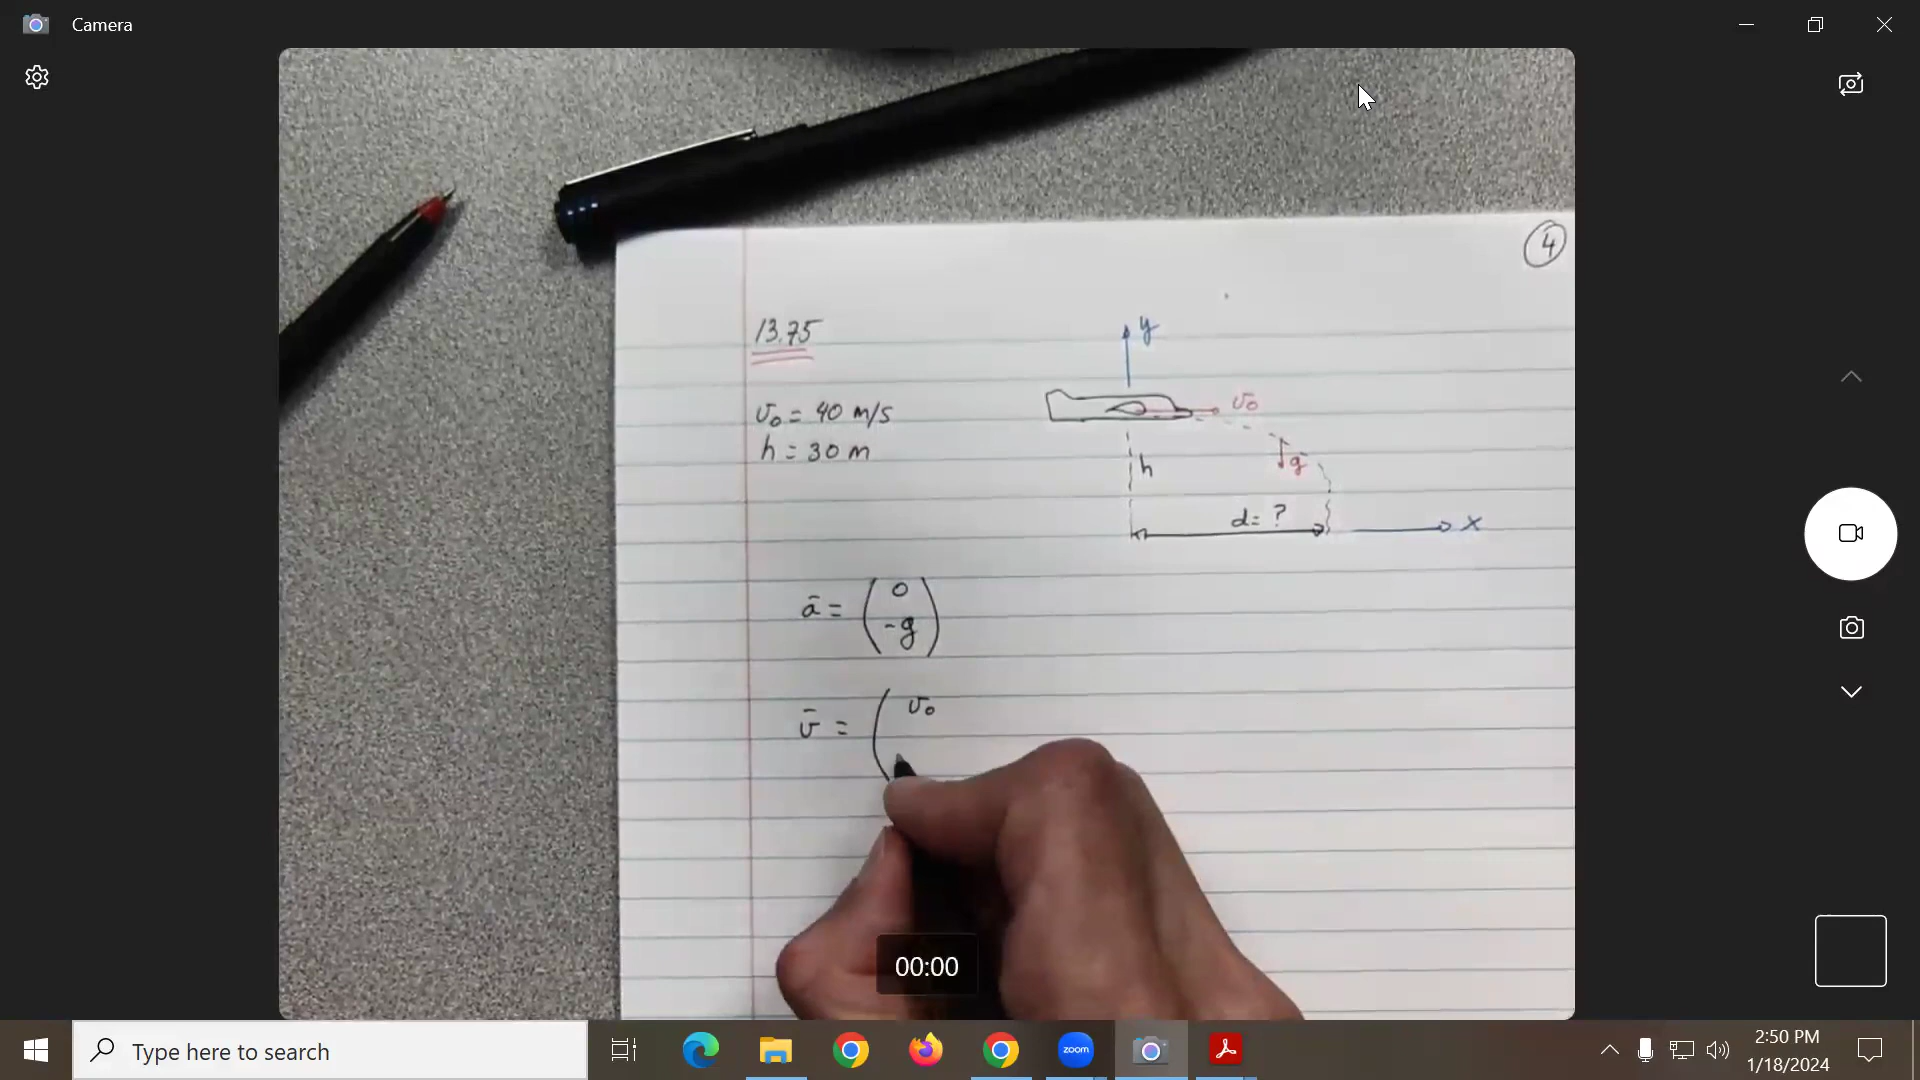 Camera
4
13.75
y
v₀ = 40 m/s
v₀
h = 30 m
h
g
d = ?
x
ā = ( 0
-g )
v̄ = ( v₀
00:00
Type here to search
zoom
2:50 PM
1/18/2024